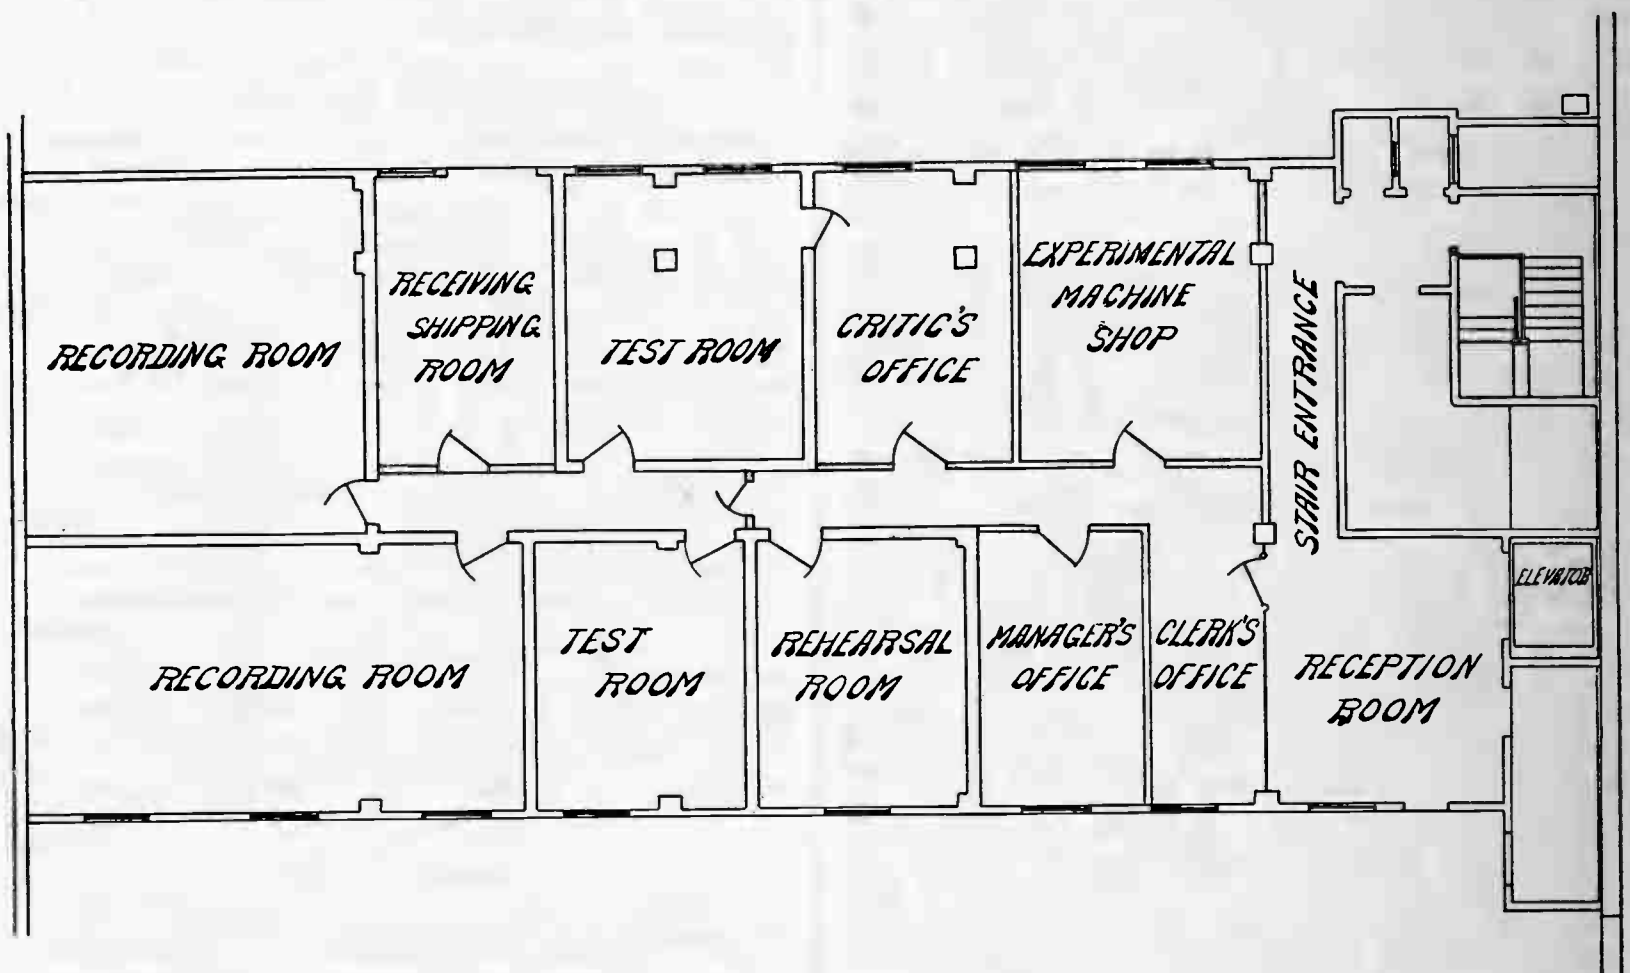 RECORDING ROOM
RECEIVING
SHIPPING
ROOM
TEST ROOM
CRITIC'S
OFFICE
EXPERIMENTAL
MACHINE
SHOP
STAIR ENTRANCE
RECORDING ROOM
TEST
ROOM
REHEARSAL
ROOM
MANAGER'S
OFFICE
CLERK'S
OFFICE
RECEPTION
ROOM
ELEVATOR